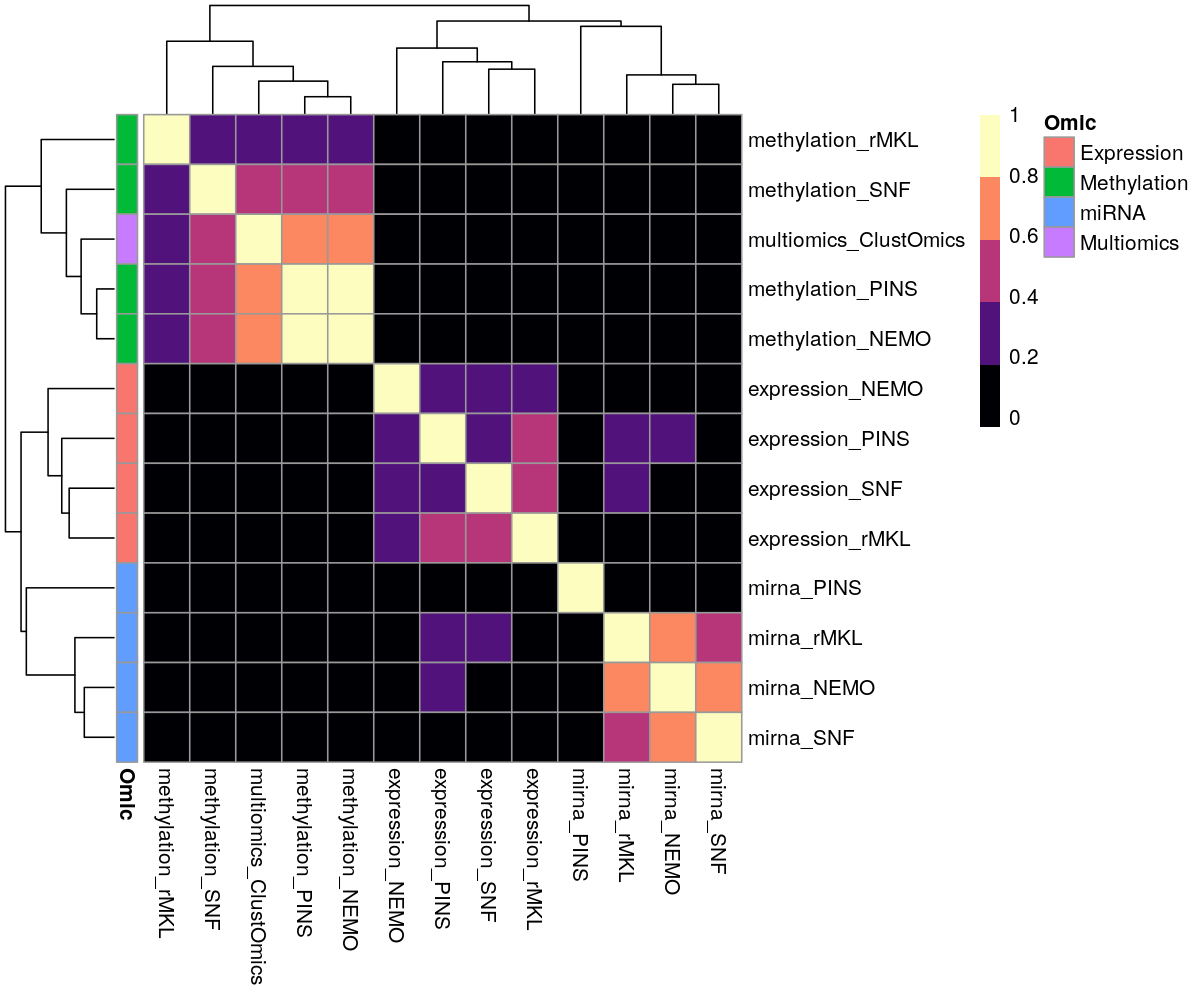 methylation_rMKL
methylation_SNF
multiomics_ClustOmics
methylation_PINS
methylation_NEMO
expression_NEMO
expression_PINS
expression_SNF
expression_rMKL
mirna_PINS
mirna_rMKL
mirna_NEMO
mirna_SNF
1
0.8
0.6
0.4
0.2
0
OmIc
Expression
Methylation
miRNA
Multiomics
OmIc
methylation_rMKL
methylation_SNF
multiomics_ClustOmics
methylation_PINS
methylation_NEMO
expression_NEMO
expression_PINS
expression_SNF
expression_rMKL
mirna_PINS
mirna_rMKL
mirna_NEMO
mirna_SNF